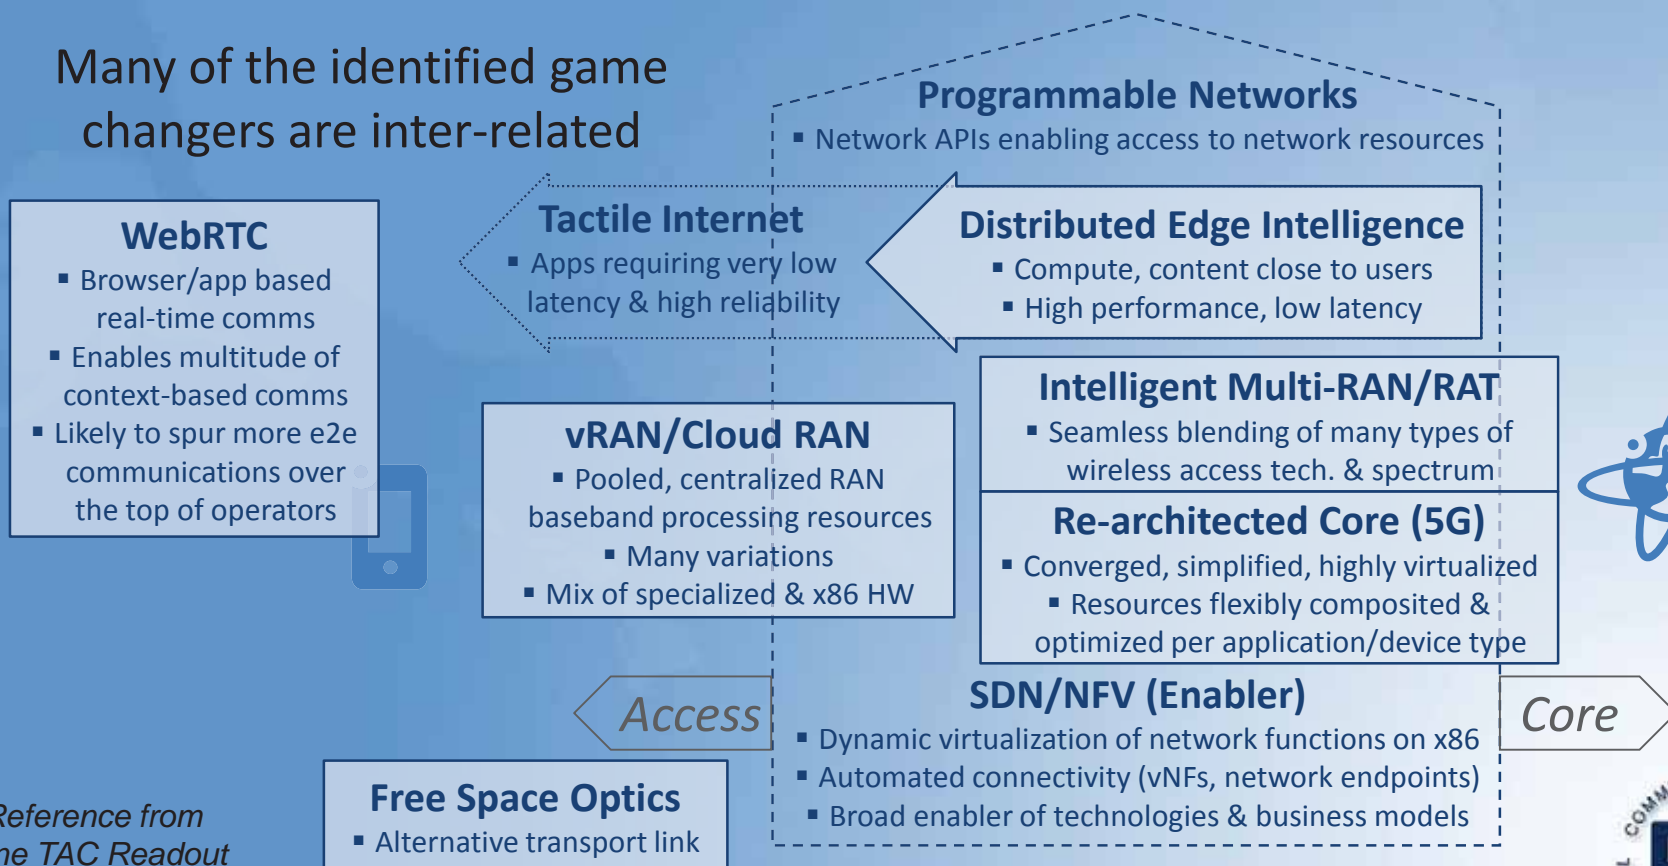 Many of the identified game
changers are inter-related
Programmable Networks
▪ Network APIs enabling access to network resources
WebRTC
▪ Browser/app based
real-time comms
▪ Enables multitude of
context-based comms
▪ Likely to spur more e2e
communications over
the top of operators
Tactile Internet
▪ Apps requiring very low
latency & high reliability
Distributed Edge Intelligence
▪ Compute, content close to users
▪ High performance, low latency
vRAN/Cloud RAN
▪ Pooled, centralized RAN
baseband processing resources
▪ Many variations
▪ Mix of specialized & x86 HW
Intelligent Multi-RAN/RAT
▪ Seamless blending of many types of
wireless access tech. & spectrum
Re-architected Core (5G)
▪ Converged, simplified, highly virtualized
▪ Resources flexibly composited &
optimized per application/device type
Access
SDN/NFV (Enabler)
▪ Dynamic virtualization of network functions on x86
▪ Automated connectivity (vNFs, network endpoints)
▪ Broad enabler of technologies & business models
Core
Free Space Optics
▪ Alternative transport link
Reference from
TAC Readout